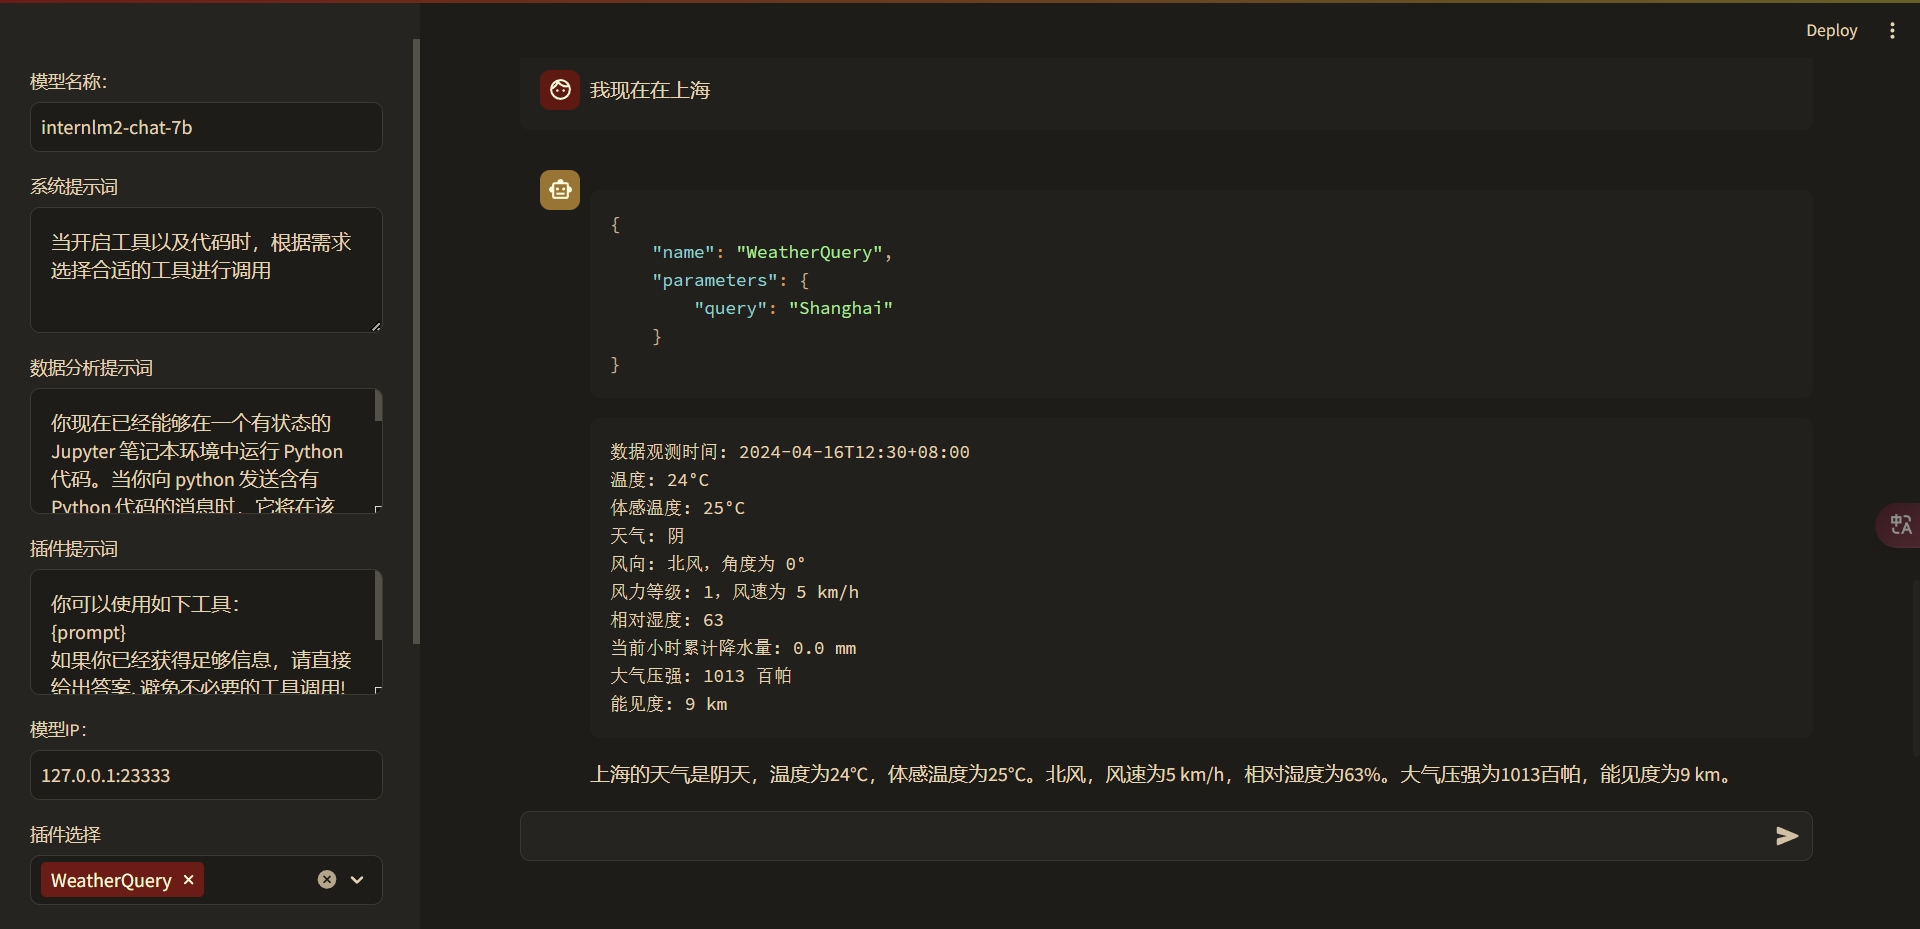 Deploy
模型名称：
internlm2-chat-7b
系统提示词
当开启工具以及代码时，根据需求
选择合适的工具进行调用
数据分析提示词
你现在已经能够在一个有状态的
Jupyter 笔记本环境中运行 Python
代码。当你向 python 发送含有
Python 代码的消息时，它将在该
插件提示词
你可以使用如下工具：
{prompt}
如果你已经获得足够信息，请直接
给出答案. 避免不必要的工具调用!
模型IP：
127.0.0.1:23333
插件选择
WeatherQuery
我现在在上海
{
    "name": "WeatherQuery",
    "parameters": {
        "query": "Shanghai"
    }
}
数据观测时间: 2024-04-16T12:30+08:00
温度: 24°C
体感温度: 25°C
天气: 阴
风向: 北风，角度为 0°
风力等级: 1，风速为 5 km/h
相对湿度: 63
当前小时累计降水量: 0.0 mm
大气压强: 1013 百帕
能见度: 9 km
上海的天气是阴天，温度为24°C，体感温度为25°C。北风，风速为5 km/h，相对湿度为63%。大气压强为1013百帕，能见度为9 km。